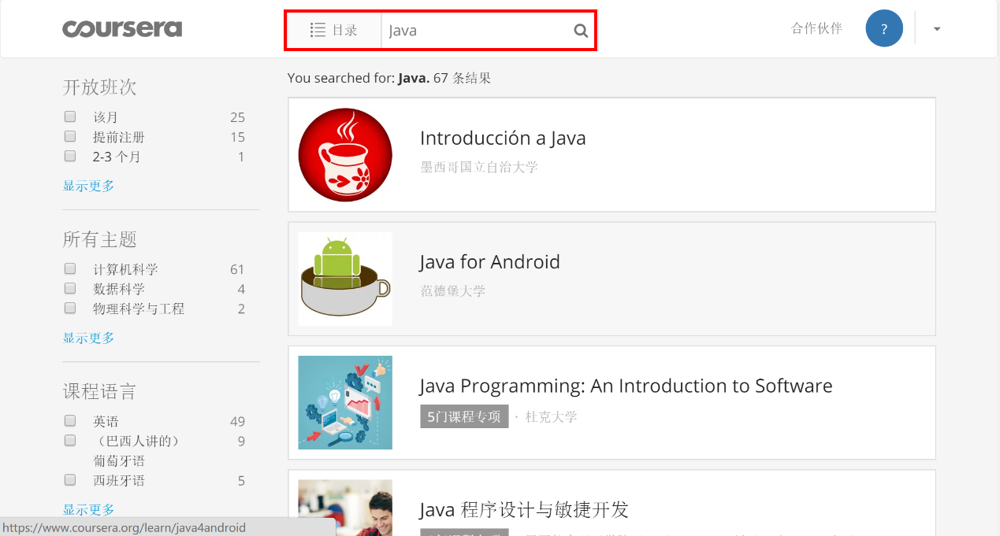 coursera
目录
Java
合作伙伴
?
You searched for: Java. 67 条结果
开放班次
该月 25
提前注册 15
2-3 个月 1
显示更多
所有主题
计算机科学 61
数据科学 4
物理科学与工程 2
显示更多
课程语言
英语 49
（巴西人讲的） 9
葡萄牙语
西班牙语 5
显示更多
Introducción a Java
墨西哥国立自治大学
Java for Android
范德堡大学
Java Programming: An Introduction to Software
5门课程专项 · 杜克大学
Java 程序设计与敏捷开发
https://www.coursera.org/learn/java4android